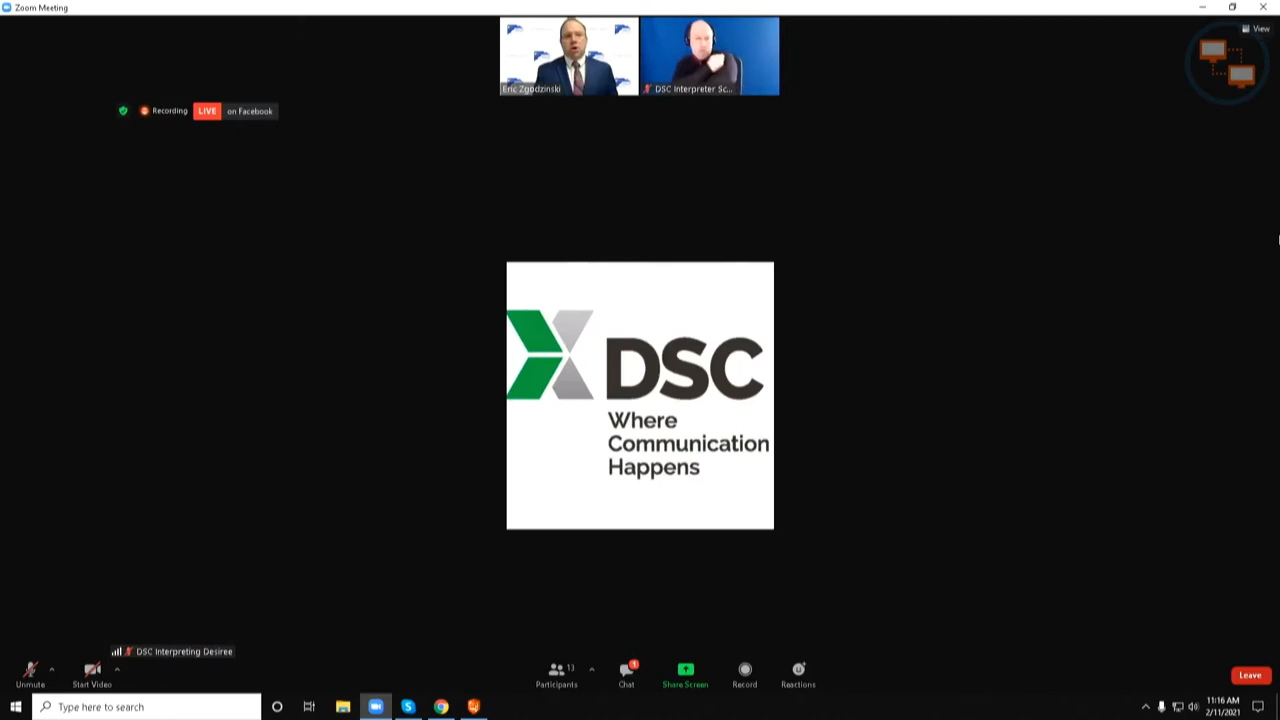 Zoom Meeting
View
Eric Zgodzinski
DSC Interpreter Sc...
Recording
LIVE
on Facebook
DSC
Where
Communication
Happens
DSC Interpreting Desiree
Unmute
Start Video
13
Participants
1
Chat
Share Screen
Record
Reactions
Leave
Type here to search
11:16 AM
2/11/2021